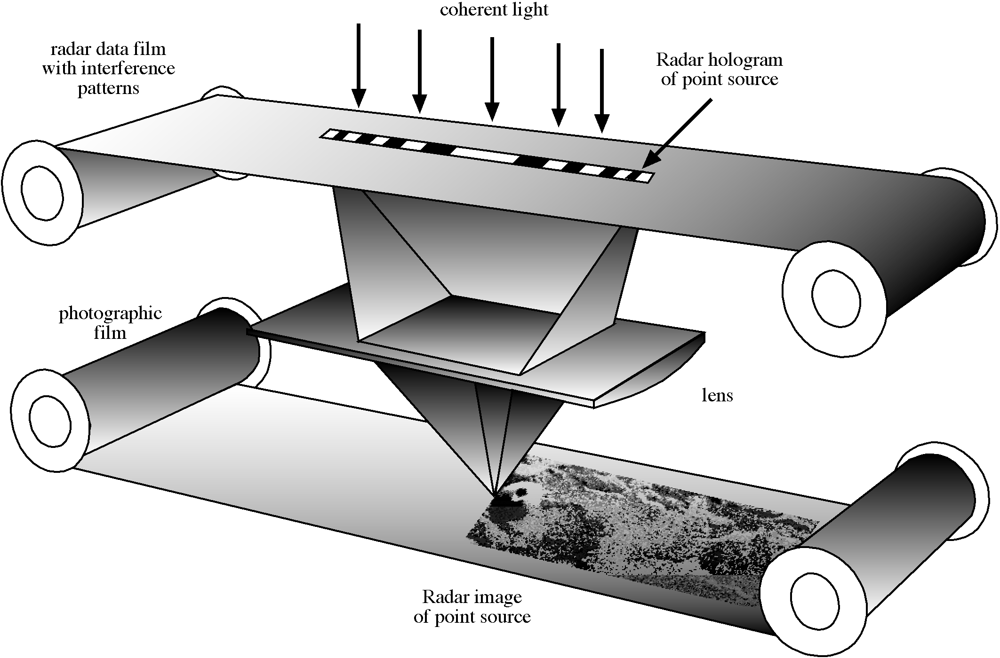 coherent light
radar data film
with interference
patterns
Radar hologram
of point source
photographic
film
lens
Radar image
of point source